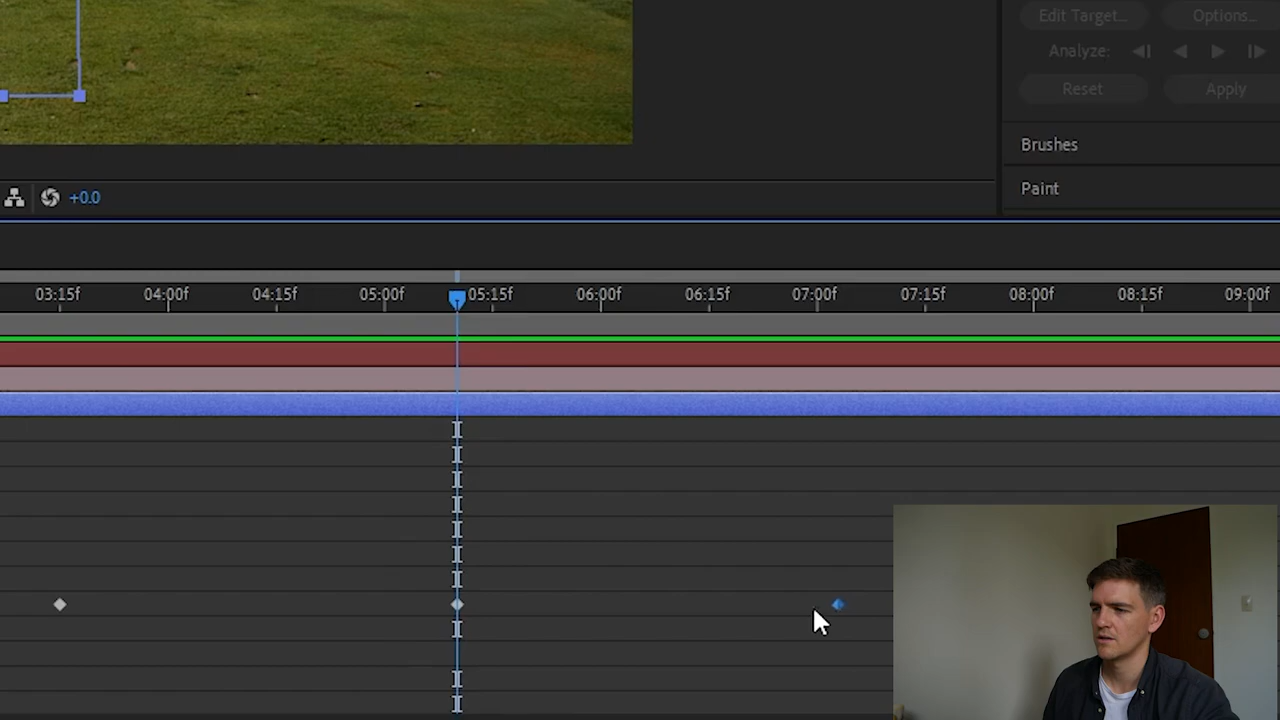 Edit Target... Options...
Analyze:
Reset Apply
Brushes
+0.0
Paint
03:15f 04:00f 04:15f 05:00f 05:15f 06:00f 06:15f 07:00f 07:15f 08:00f 08:15f 09:00f